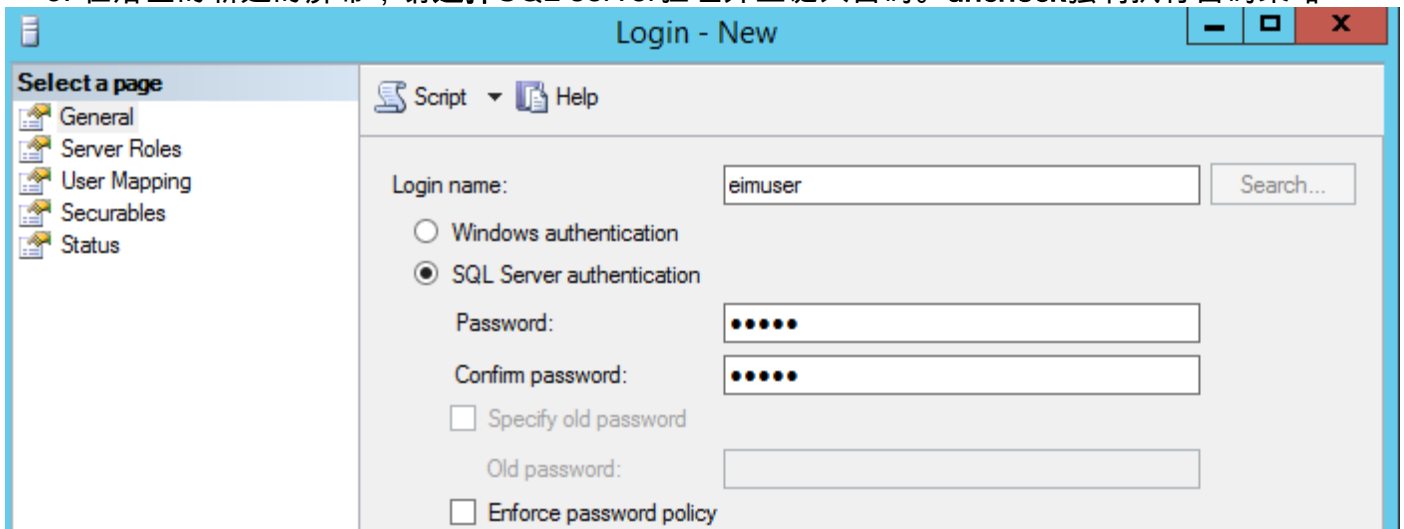 Login - New
Select a page
General
Server Roles
User Mapping
Securables
Status
Script
Help
Login name:
eimuser
Search...
Windows authentication
SQL Server authentication
Password:
Confirm password:
Specify old password
Old password:
Enforce password policy